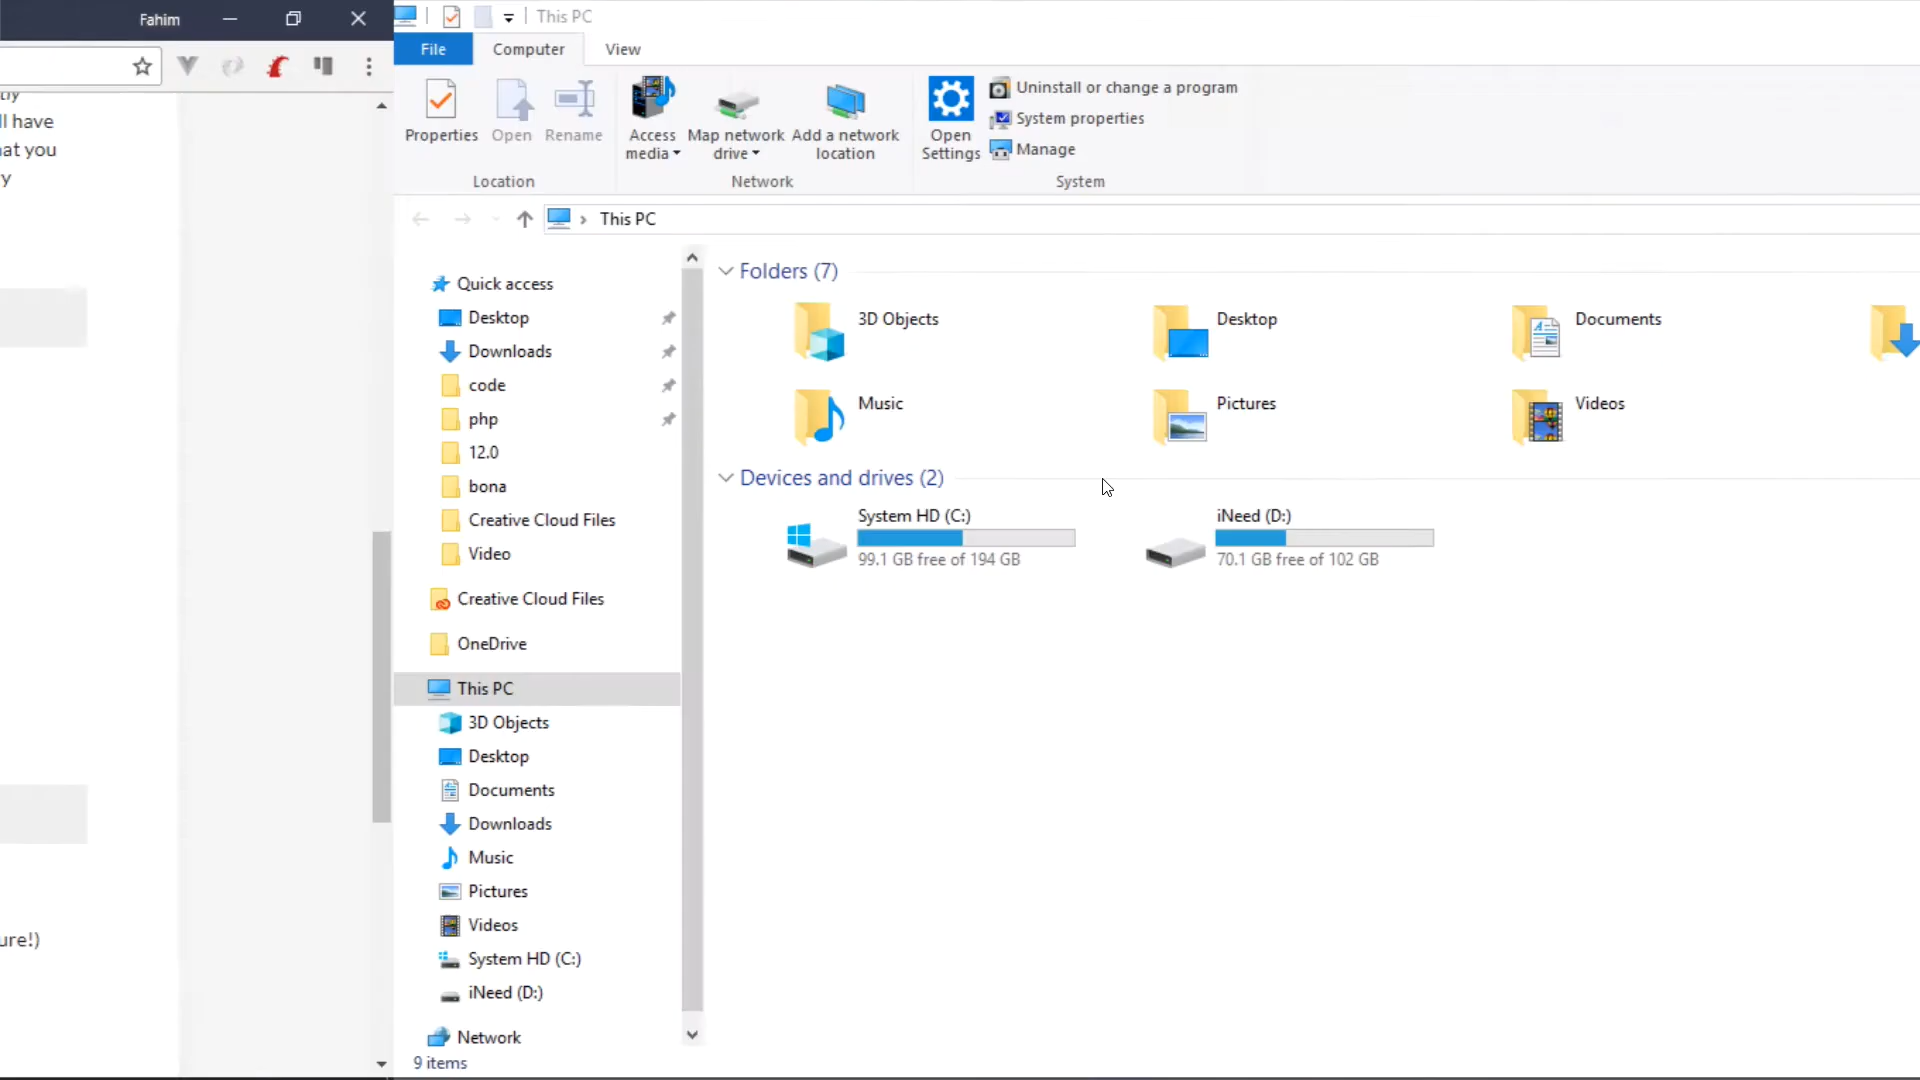 Fahim
ll have
at you
y
ure!)
This PC
File
Computer
View
Properties
Open
Rename
Access media
Map network drive
Add a network location
Open Settings
Uninstall or change a program
System properties
Manage
Location
Network
System
This PC
Quick access
Desktop
Downloads
code
php
12.0
bona
Creative Cloud Files
Video
Creative Cloud Files
OneDrive
This PC
3D Objects
Desktop
Documents
Downloads
Music
Pictures
Videos
System HD (C:)
iNeed (D:)
Network
9 items
Folders (7)
3D Objects
Desktop
Documents
Music
Pictures
Videos
Devices and drives (2)
System HD (C:)
99.1 GB free of 194 GB
iNeed (D:)
70.1 GB free of 102 GB